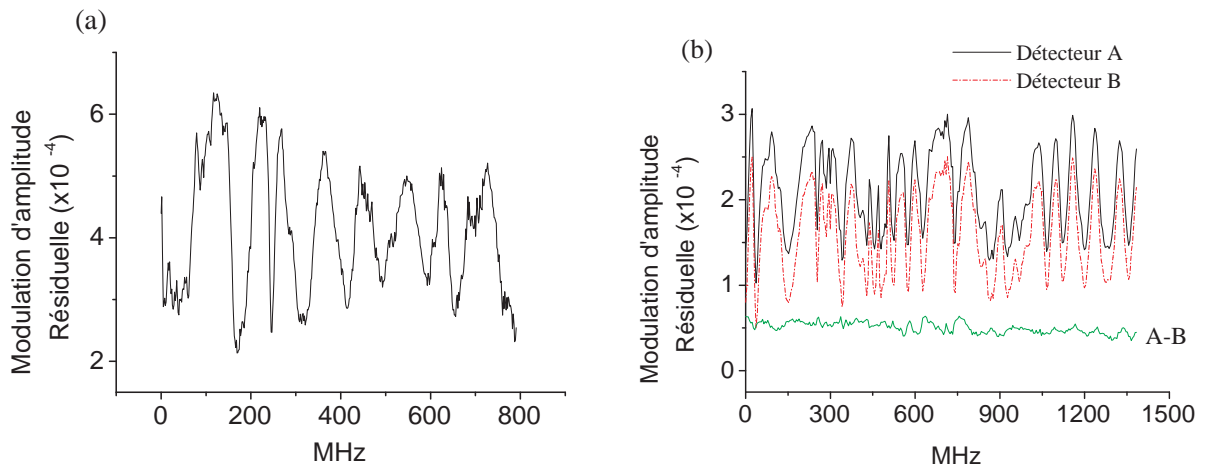 (a)
Modulation d'amplitude
Résiduelle (x10 -4)
6
4
2
0
200
400
600
800
MHz
(b)
Détecteur A
Détecteur B
Modulation d'amplitude
Résiduelle (x10 -4)
3
2
1
0
A-B
0
300
600
900
1200
1500
MHz